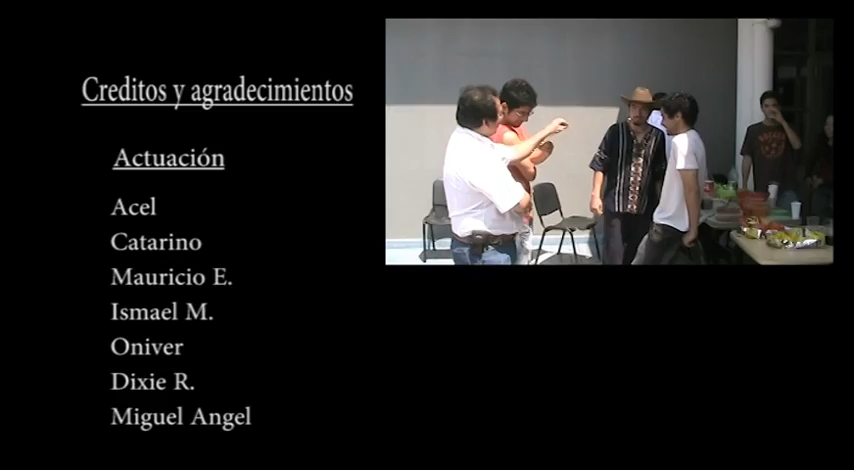 Creditos y agradecimientos
Actuación
Acel
Catarino
Mauricio E.
Ismael M.
Oniver
Dixie R.
Miguel Angel